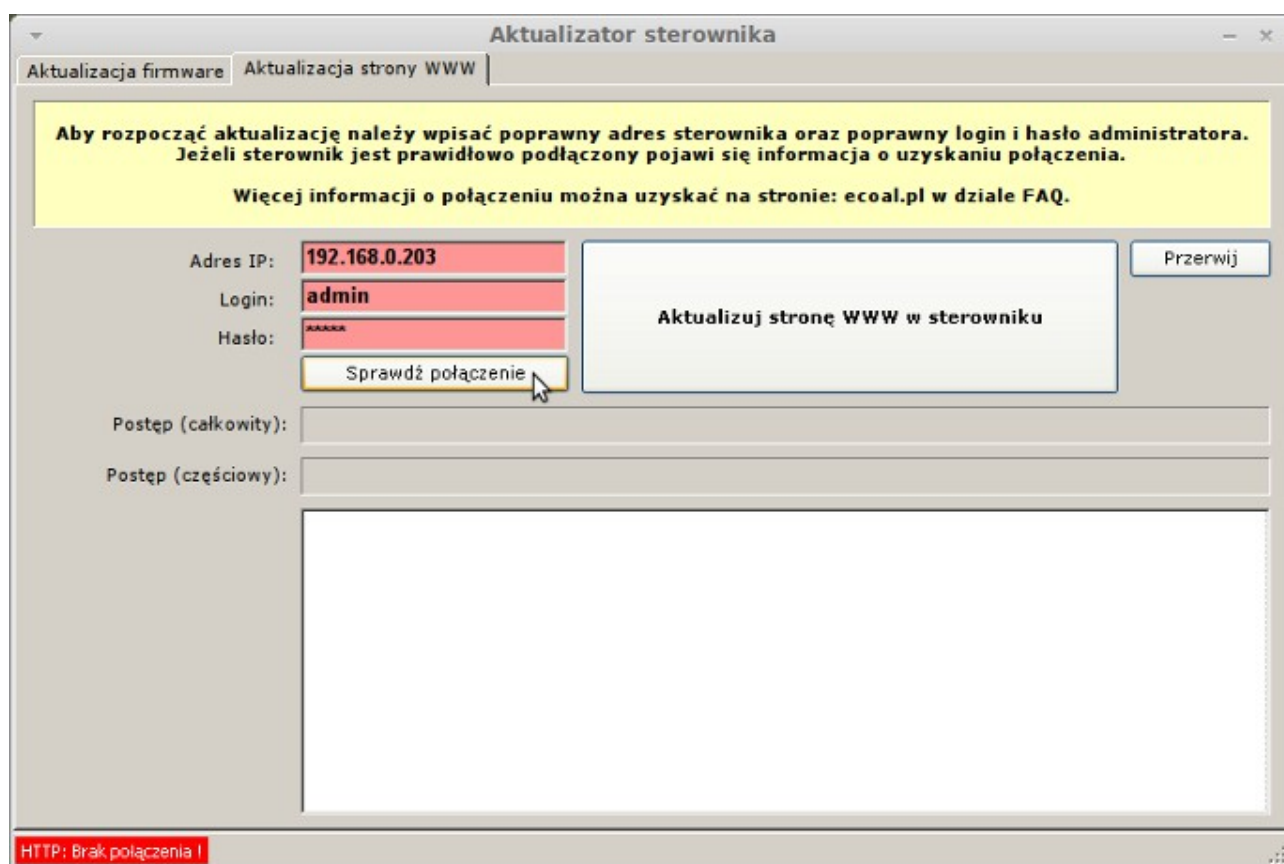 Aktualizator sterownika
Aktualizacja firmware
Aktualizacja strony WWW
Aby rozpocząć aktualizację należy wpisać poprawny adres sterownika oraz poprawny login i hasło administratora.
Jeżeli sterownik jest prawidłowo podłączony pojawi się informacja o uzyskaniu połączenia.
Więcej informacji o połączeniu można uzyskać na stronie: ecoal.pl w dziale FAQ.
Adres IP: 192.168.0.203
Login: admin
Hasło: *****
Sprawdź połączenie
Aktualizuj stronę WWW w sterowniku
Przerwij
Postęp (całkowity):
Postęp (częściowy):
HTTP: Brak połączenia !